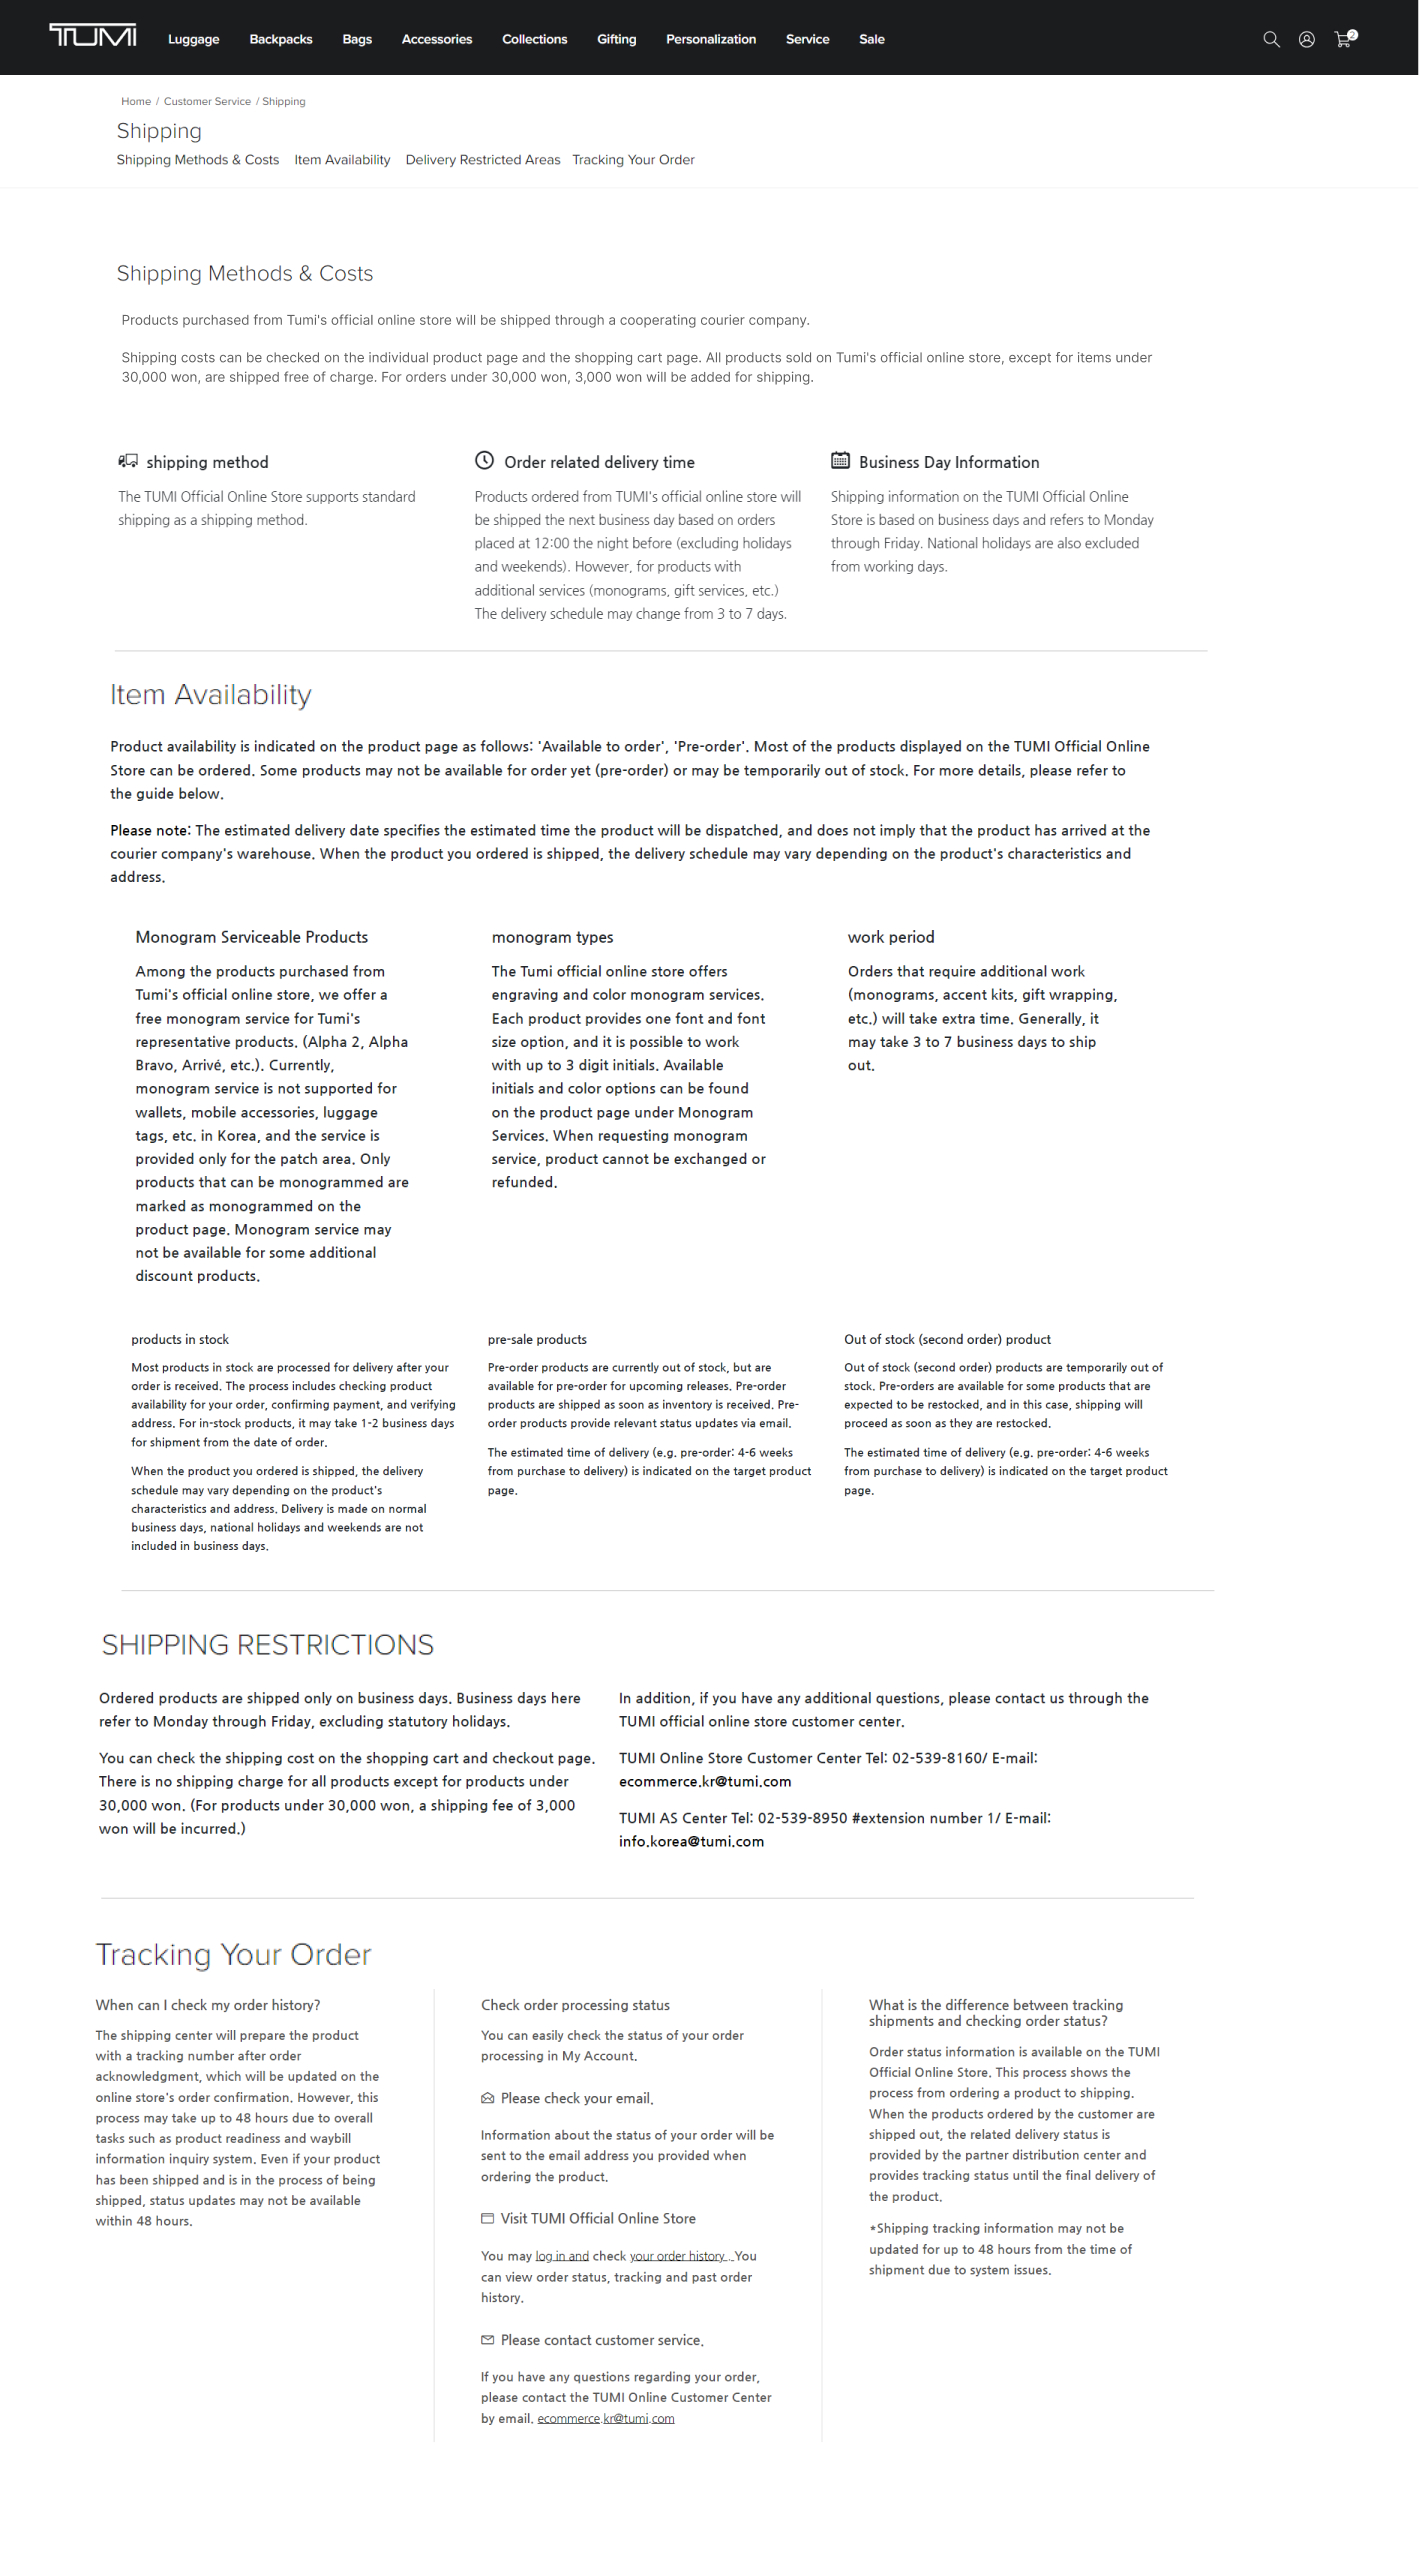 TUMI
Luggage
Backpacks
Bags
Accessories
Collections
Gifting
Personalization
Service
Sale
2
Home / Customer Service / Shipping
Shipping
Shipping Methods & Costs
Item Availability
Delivery Restricted Areas
Tracking Your Order
Shipping Methods & Costs
Products purchased from Tumi's official online store will be shipped through a cooperating courier company.
Shipping costs can be checked on the individual product page and the shopping cart page. All products sold on Tumi's official online store, except for items under
30,000 won, are shipped free of charge. For orders under 30,000 won, 3,000 won will be added for shipping.
shipping method
The TUMI Official Online Store supports standard
shipping as a shipping method.
Order related delivery time
Products ordered from TUMI's official online store will
be shipped the next business day based on orders
placed at 12:00 the night before (excluding holidays
and weekends). However, for products with
additional services (monograms, gift services, etc.)
The delivery schedule may change from 3 to 7 days.
Business Day Information
Shipping information on the TUMI Official Online
Store is based on business days and refers to Monday
through Friday. National holidays are also excluded
from working days.
Item Availability
Product availability is indicated on the product page as follows: 'Available to order', 'Pre-order'. Most of the products displayed on the TUMI Official Online
Store can be ordered. Some products may not be available for order yet (pre-order) or may be temporarily out of stock. For more details, please refer to
the guide below.
Please note: The estimated delivery date specifies the estimated time the product will be dispatched, and does not imply that the product has arrived at the
courier company's warehouse. When the product you ordered is shipped, the delivery schedule may vary depending on the product's characteristics and
address.
Monogram Serviceable Products
Among the products purchased from
Tumi's official online store, we offer a
free monogram service for Tumi's
representative products. (Alpha 2, Alpha
Bravo, Arrivé, etc.). Currently,
monogram service is not supported for
wallets, mobile accessories, luggage
tags, etc. in Korea, and the service is
provided only for the patch area. Only
products that can be monogrammed are
marked as monogrammed on the
product page. Monogram service may
not be available for some additional
discount products.
monogram types
The Tumi official online store offers
engraving and color monogram services.
Each product provides one font and font
size option, and it is possible to work
with up to 3 digit initials. Available
initials and color options can be found
on the product page under Monogram
Services. When requesting monogram
service, product cannot be exchanged or
refunded.
work period
Orders that require additional work
(monograms, accent kits, gift wrapping,
etc.) will take extra time. Generally, it
may take 3 to 7 business days to ship
out.
products in stock
Most products in stock are processed for delivery after your
order is received. The process includes checking product
availability for your order, confirming payment, and verifying
address. For in-stock products, it may take 1-2 business days
for shipment from the date of order.
When the product you ordered is shipped, the delivery
schedule may vary depending on the product's
characteristics and address. Delivery is made on normal
business days, national holidays and weekends are not
included in business days.
pre-sale products
Pre-order products are currently out of stock, but are
available for pre-order for upcoming releases. Pre-order
products are shipped as soon as inventory is received. Pre-
order products provide relevant status updates via email.
The estimated time of delivery (e.g. pre-order: 4-6 weeks
from purchase to delivery) is indicated on the target product
page.
Out of stock (second order) product
Out of stock (second order) products are temporarily out of
stock. Pre-orders are available for some products that are
expected to be restocked, and in this case, shipping will
proceed as soon as they are restocked.
The estimated time of delivery (e.g. pre-order: 4-6 weeks
from purchase to delivery) is indicated on the target product
page.
SHIPPING RESTRICTIONS
Ordered products are shipped only on business days. Business days here
refer to Monday through Friday, excluding statutory holidays.
You can check the shipping cost on the shopping cart and checkout page.
There is no shipping charge for all products except for products under
30,000 won. (For products under 30,000 won, a shipping fee of 3,000
won will be incurred.)
In addition, if you have any additional questions, please contact us through the
TUMI official online store customer center.
TUMI Online Store Customer Center Tel: 02-539-8160/ E-mail:
ecommerce.kr@tumi.com
TUMI AS Center Tel: 02-539-8950 #extension number 1/ E-mail:
info.korea@tumi.com
Tracking Your Order
When can I check my order history?
The shipping center will prepare the product
with a tracking number after order
acknowledgment, which will be updated on the
online store's order confirmation. However, this
process may take up to 48 hours due to overall
tasks such as product readiness and waybill
information inquiry system. Even if your product
has been shipped and is in the process of being
shipped, status updates may not be available
within 48 hours.
Check order processing status
You can easily check the status of your order
processing in My Account.
Please check your email.
Information about the status of your order will be
sent to the email address you provided when
ordering the product.
Visit TUMI Official Online Store
You may log in and check your order history . You
can view order status, tracking and past order
history.
Please contact customer service.
If you have any questions regarding your order,
please contact the TUMI Online Customer Center
by email. ecommerce.kr@tumi.com
What is the difference between tracking
shipments and checking order status?
Order status information is available on the TUMI
Official Online Store. This process shows the
process from ordering a product to shipping.
When the products ordered by the customer are
shipped out, the related delivery status is
provided by the partner distribution center and
provides tracking status until the final delivery of
the product.
*Shipping tracking information may not be
updated for up to 48 hours from the time of
shipment due to system issues.